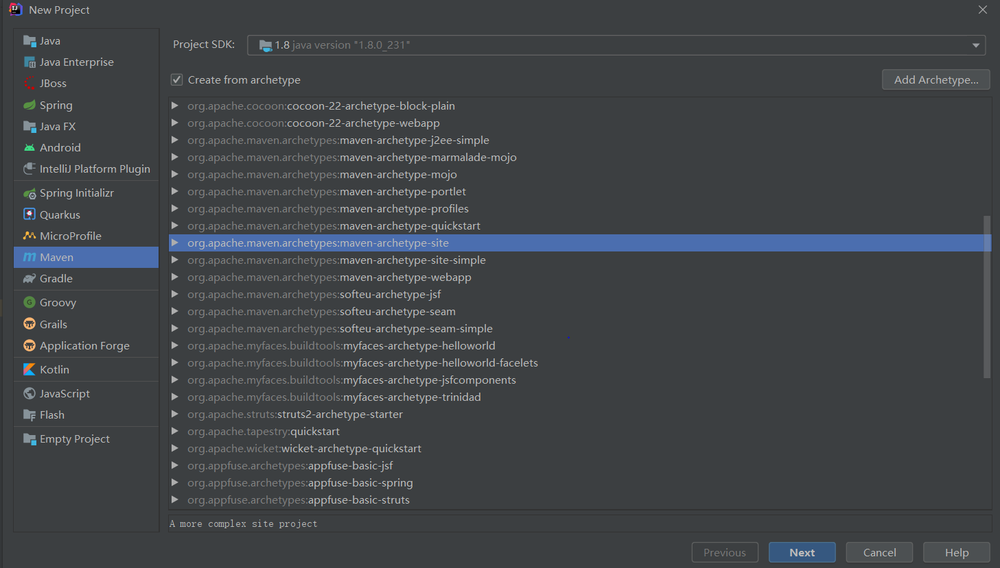 New Project
Java
Java Enterprise
JBoss
Spring
Java FX
Android
IntelliJ Platform Plugin
Spring Initializr
Quarkus
MicroProfile
Maven
Gradle
Groovy
Grails
Application Forge
Kotlin
JavaScript
Flash
Empty Project
Project SDK: 1.8 java version "1.8.0_231"
Create from archetype Add Archetype...
org.apache.cocoon:cocoon-22-archetype-block-plain
org.apache.cocoon:cocoon-22-archetype-webapp
org.apache.maven.archetypes:maven-archetype-j2ee-simple
org.apache.maven.archetypes:maven-archetype-marmalade-mojo
org.apache.maven.archetypes:maven-archetype-mojo
org.apache.maven.archetypes:maven-archetype-portlet
org.apache.maven.archetypes:maven-archetype-profiles
org.apache.maven.archetypes:maven-archetype-quickstart
org.apache.maven.archetypes:maven-archetype-site
org.apache.maven.archetypes:maven-archetype-site-simple
org.apache.maven.archetypes:maven-archetype-webapp
org.apache.maven.archetypes:softeu-archetype-jsf
org.apache.maven.archetypes:softeu-archetype-seam
org.apache.maven.archetypes:softeu-archetype-seam-simple
org.apache.myfaces.buildtools:myfaces-archetype-helloworld
org.apache.myfaces.buildtools:myfaces-archetype-helloworld-facelets
org.apache.myfaces.buildtools:myfaces-archetype-jsfcomponents
org.apache.myfaces.buildtools:myfaces-archetype-trinidad
org.apache.struts:struts2-archetype-starter
org.apache.tapestry:quickstart
org.apache.wicket:wicket-archetype-quickstart
org.appfuse.archetypes:appfuse-basic-jsf
org.appfuse.archetypes:appfuse-basic-spring
org.appfuse.archetypes:appfuse-basic-struts
A more complex site project
Previous Next Cancel Help